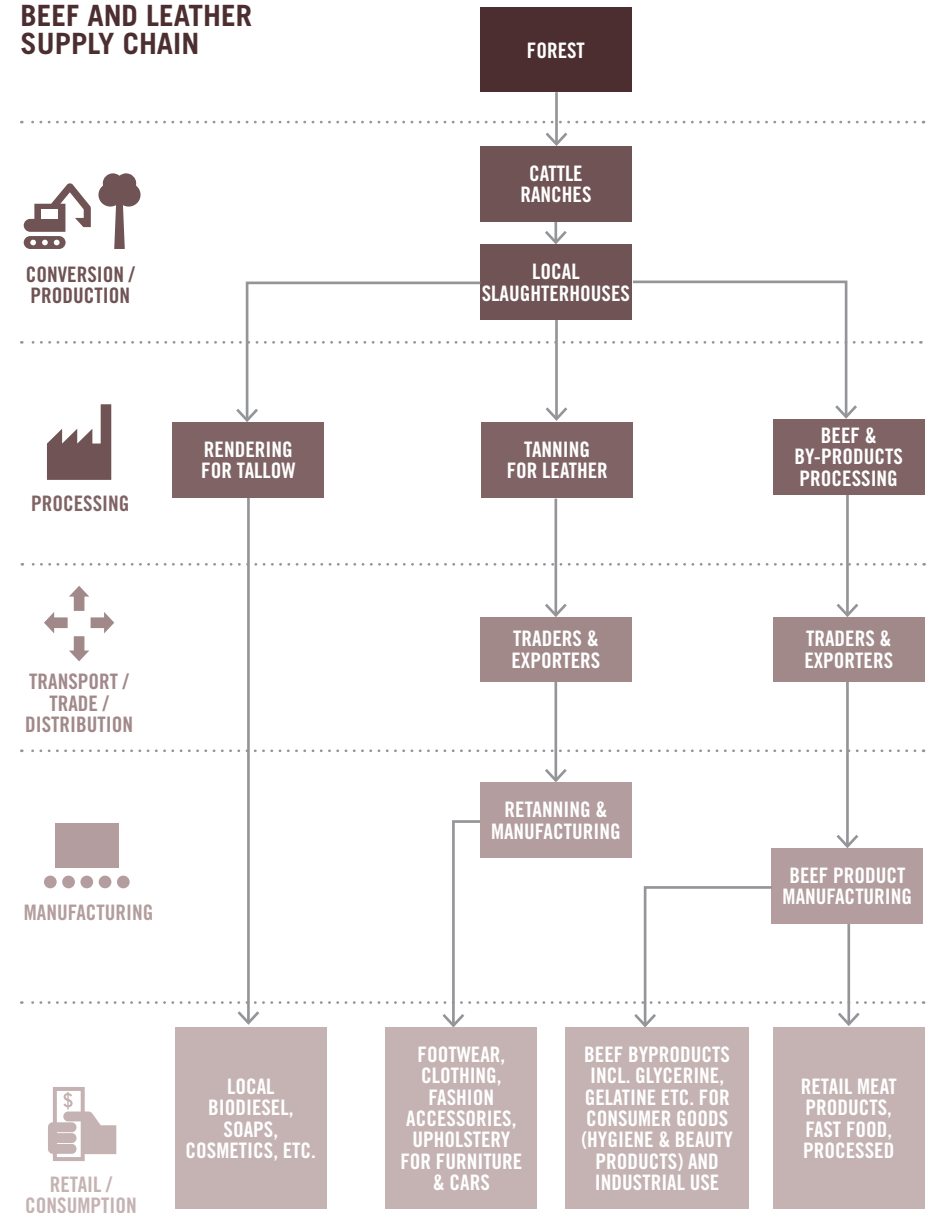 BEEF AND LEATHER
SUPPLY CHAIN
FOREST
CATTLE
RANCHES
CONVERSION /
PRODUCTION
LOCAL
SLAUGHTERHOUSES
PROCESSING
RENDERING
FOR TALLOW
TANNING
FOR LEATHER
BEEF &
BY-PRODUCTS
PROCESSING
TRANSPORT /
TRADE /
DISTRIBUTION
TRADERS &
EXPORTERS
TRADERS &
EXPORTERS
MANUFACTURING
RETANNING &
MANUFACTURING
BEEF PRODUCT
MANUFACTURING
$
RETAIL /
CONSUMPTION
LOCAL
BIODIESEL,
SOAPS,
COSMETICS, ETC.
FOOTWEAR,
CLOTHING,
FASHION
ACCESSORIES,
UPHOLSTERY
FOR FURNITURE
& CARS
BEEF BYPRODUCTS
INCL. GLYCERINE,
GELATINE ETC. FOR
CONSUMER GOODS
(HYGIENE & BEAUTY
PRODUCTS) AND
INDUSTRIAL USE
RETAIL MEAT
PRODUCTS,
FAST FOOD,
PROCESSED